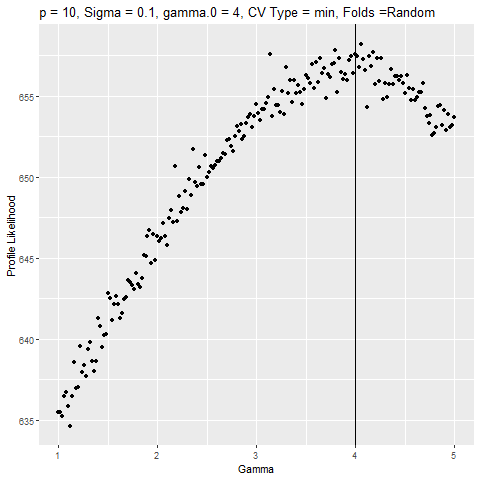 p = 10, Sigma = 0.1, gamma.0 = 4, CV Type = min, Folds =Random
Profile Likelihood
655
650
645
640
635
1 2 3 4 5
Gamma